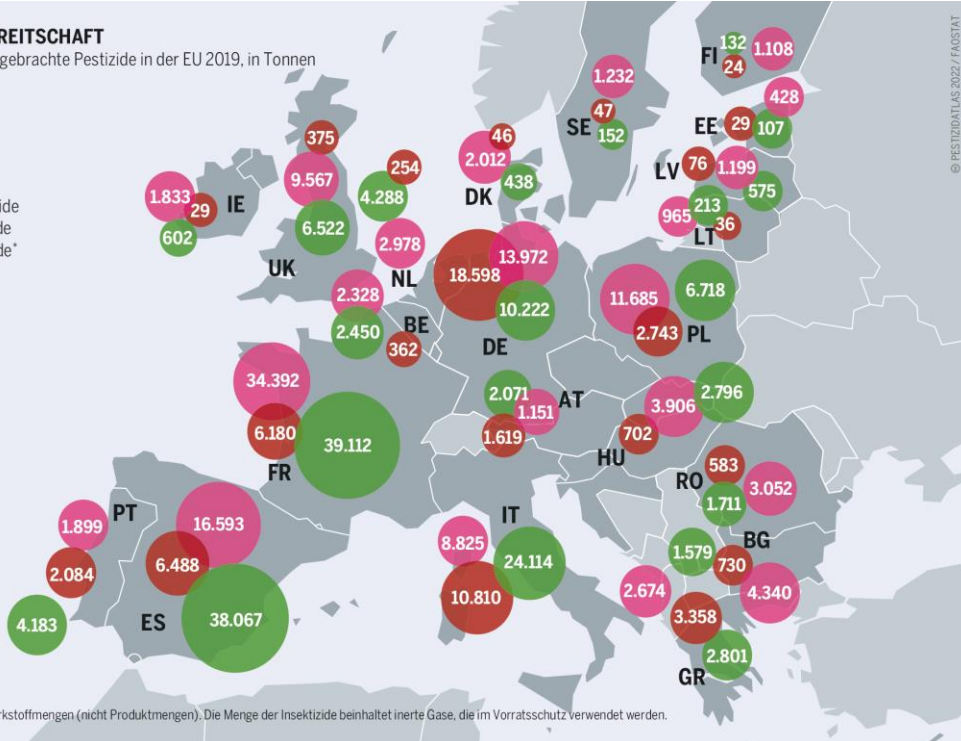 REITSCHAFT
gebrachte Pestizide in der EU 2019, in Tonnen
© PESTIZIDATLAS 2022 / FAOSTAT
FI
132
1.108
24
1.232
47
SE
152
428
EE
29
107
375
46
2.012
DK
438
LV
76
1.199
575
254
9.567
4.288
1.833
29
IE
602
6.522
UK
2.978
NL
965
213
36
LT
ide
de
de*
13.972
18.598
10.222
DE
11.685
6.718
2.743
PL
2.328
2.450
BE
362
34.392
6.180
39.112
FR
2.071
1.151
AT
1.619
2.796
3.906
702
HU
583
RO
3.052
1.711
PT
1.899
2.084
4.183
16.593
6.488
ES
38.067
IT
8.825
24.114
10.810
BG
1.579
730
4.340
2.674
3.358
2.801
GR
rkstoffmengen (nicht Produktmengen). Die Menge der Insektizide beinhaltet inerte Gase, die im Vorratsschutz verwendet werden.